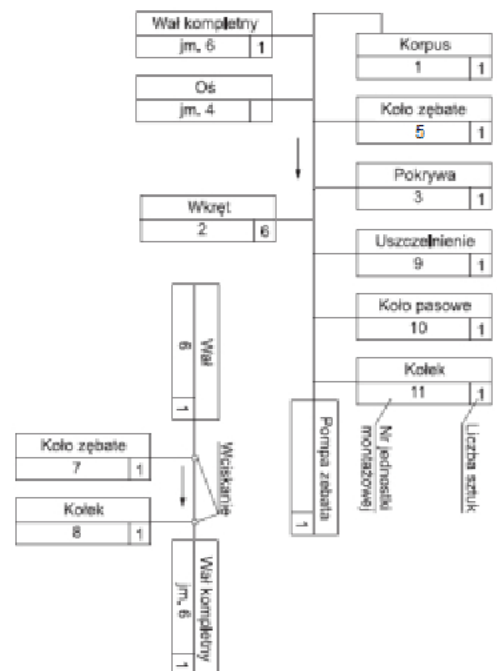 Wał kompletny
jm. 6 1
Oś
jm. 4
Wkręt
2 6
Korpus
1 1
Koło zębate
5 1
Pokrywa
3 1
Uszczelnienie
9 1
Koło pasowe
10 1
Kołek
11 1
Liczba sztuk
Nr jednostki
montażowej
Pompa zębata
1
Wał
6 1
Wciskanie
Koło zębate
7 1
Kołek
8 1
Wał kompletny
jm. 6 1